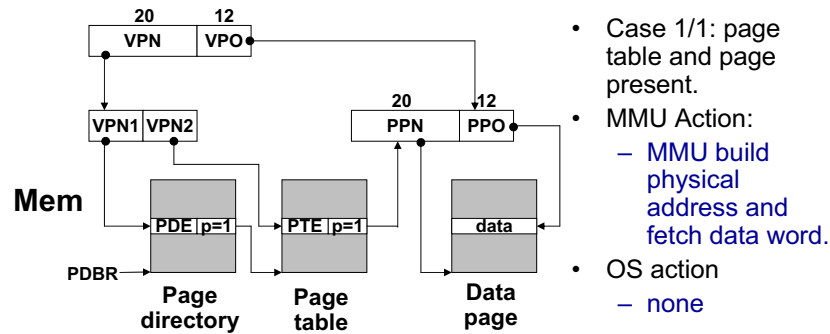 20 12
VPN VPO
20 12
VPN1 VPN2 PPN PPO
Mem
PDE p=1 PTE p=1 data
PDBR
Page directory
Page table
Data page
• Case 1/1: page
table and page
present.
• MMU Action:
– MMU build
physical
address and
fetch data word.
• OS action
– none